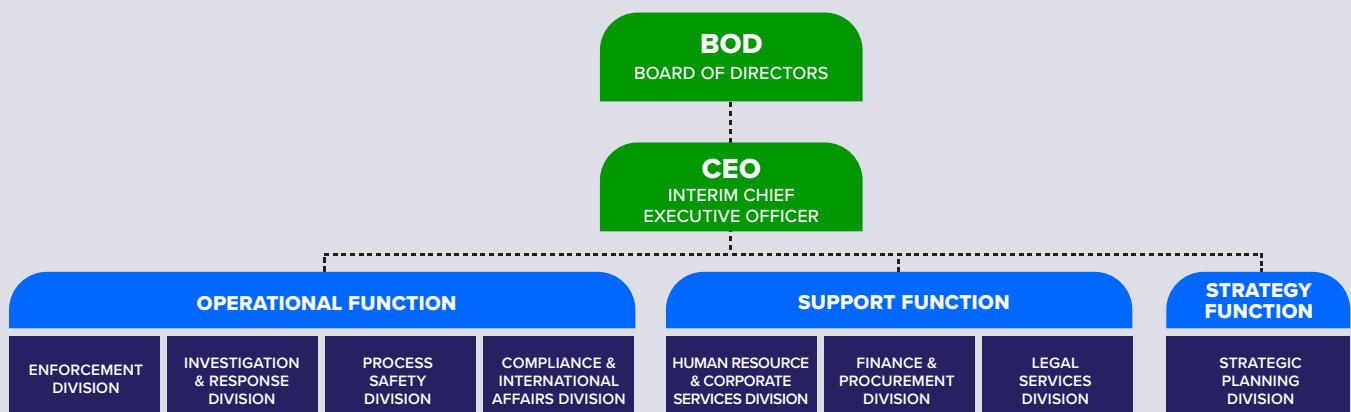 BOD
BOARD OF DIRECTORS
CEO
INTERIM CHIEF
EXECUTIVE OFFICER
OPERATIONAL FUNCTION
SUPPORT FUNCTION
STRATEGY
FUNCTION
ENFORCEMENT
DIVISION
INVESTIGATION
& RESPONSE
DIVISION
PROCESS
SAFETY
DIVISION
COMPLIANCE &
INTERNATIONAL
AFFAIRS DIVISION
HUMAN RESOURCE
& CORPORATE
SERVICES DIVISION
FINANCE &
PROCUREMENT
DIVISION
LEGAL
SERVICES
DIVISION
STRATEGIC
PLANNING
DIVISION